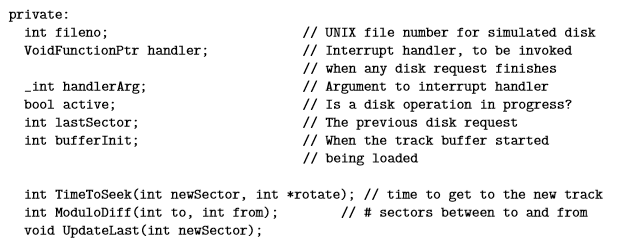 private:
  int fileno;                        // UNIX file number for simulated disk
  VoidFunctionPtr handler;           // Interrupt handler, to be invoked
                                     // when any disk request finishes
  _int handlerArg;                   // Argument to interrupt handler
  bool active;                       // Is a disk operation in progress?
  int lastSector;                    // The previous disk request
  int bufferInit;                    // When the track buffer started
                                     // being loaded

  int TimeToSeek(int newSector, int *rotate); // time to get to the new track
  int ModuloDiff(int to, int from);        // # sectors between to and from
  void UpdateLast(int newSector);